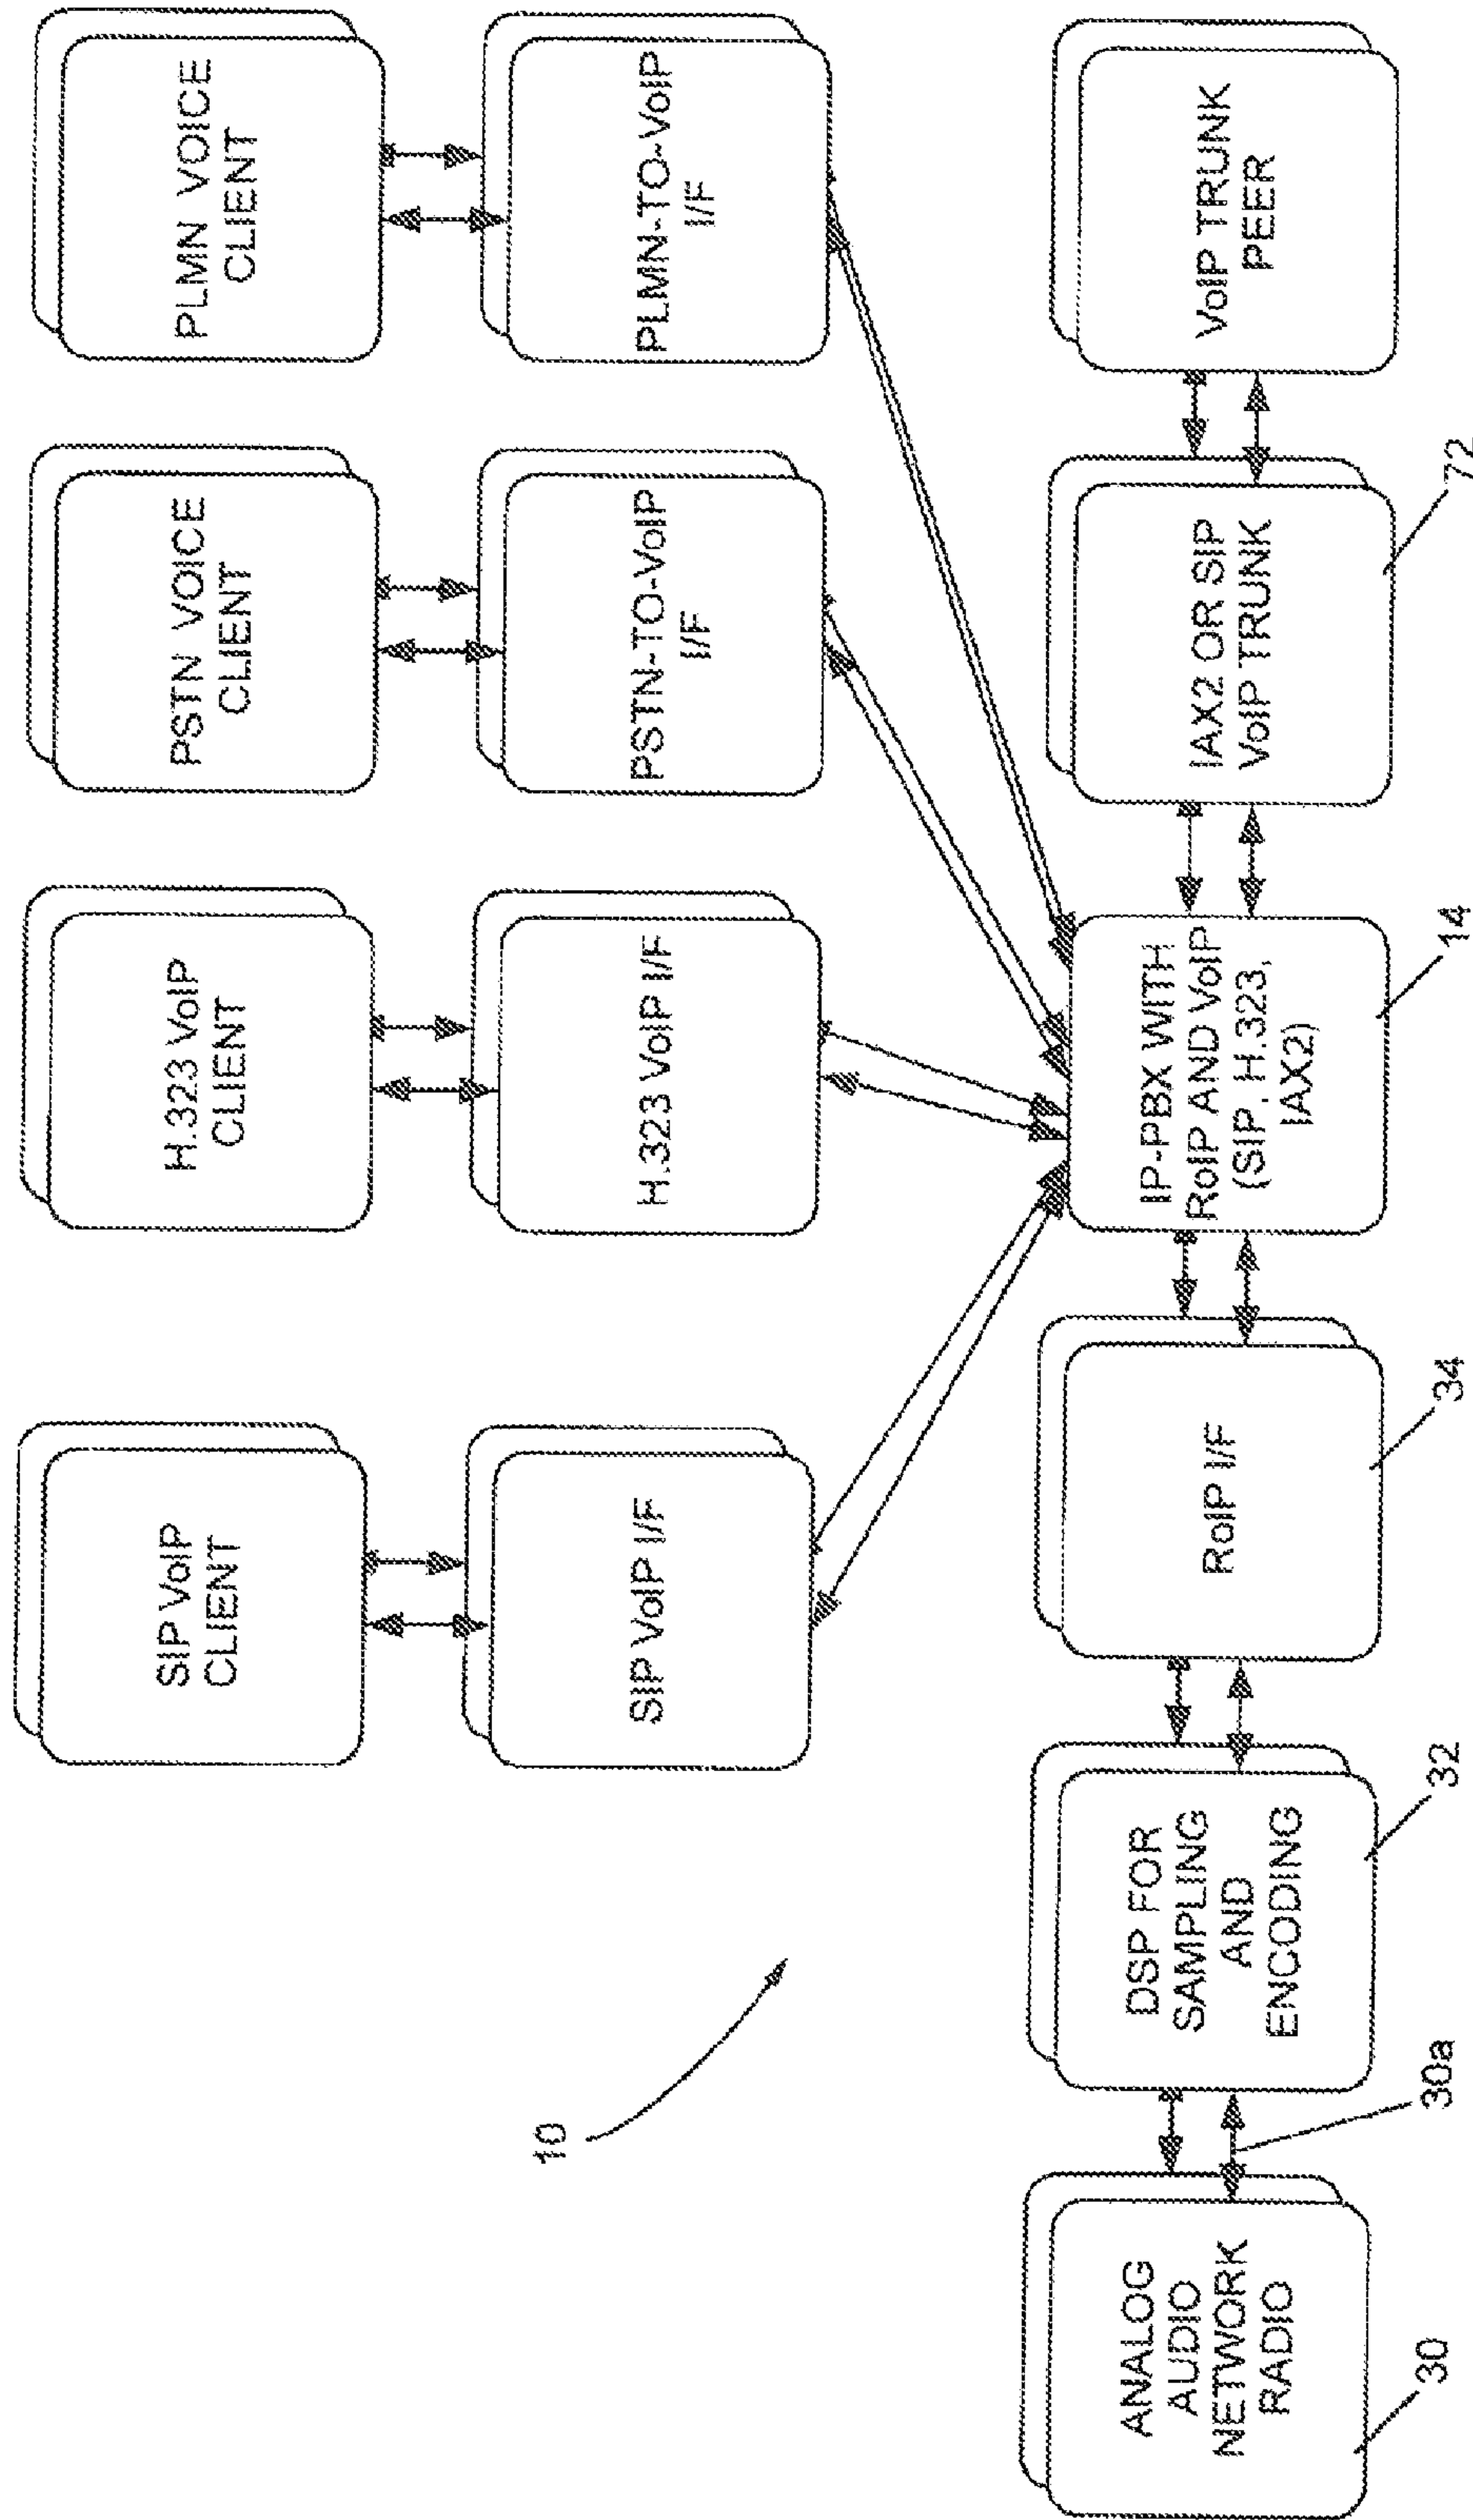 SIP VoIP
CLIENT
H.323 VoIP
CLIENT
PSTN VOICE
CLIENT
PLMN VOICE
CLIENT
SIP VoIP I/F
H.323 VoIP I/F
PSTN-TO-VoIP
I/F
PLMN-TO-VoIP
I/F
10
ANALOG
AUDIO
NETWORK
RADIO
DSP FOR
SAMPLING
AND
ENCODING
RoIP I/F
IP-PBX WITH
RoIP AND VoIP
(SIP, H.323,
IAX2)
IAX2 OR SIP
VoIP TRUNK
VoIP TRUNK
PEER
30
30a
32
34
14
72